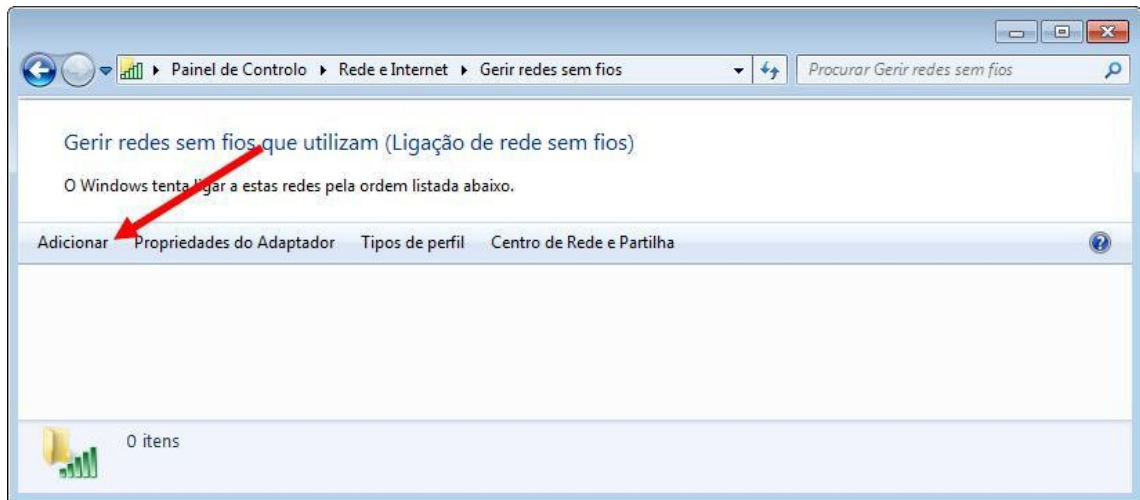 Painel de Controlo ▸ Rede e Internet ▸ Gerir redes sem fios
Procurar Gerir redes sem fios
Gerir redes sem fios que utilizam (Ligação de rede sem fios)
O Windows tenta ligar a estas redes pela ordem listada abaixo.
Adicionar Propriedades do Adaptador Tipos de perfil Centro de Rede e Partilha
0 itens